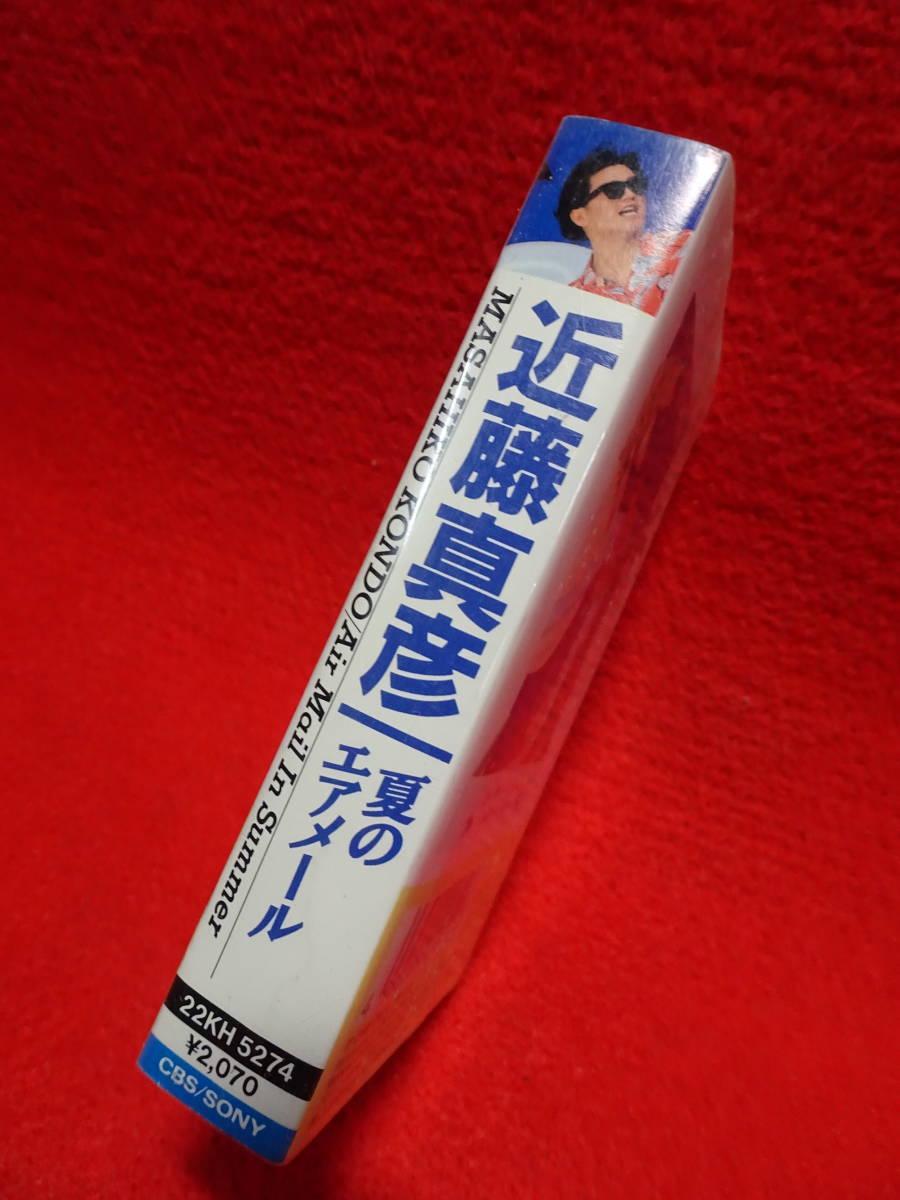 近藤真彦
夏の
エアメール
MASAHIKO KONDO/Air Mail In Summer
22KH 5274
¥2,070
CBS/SONY